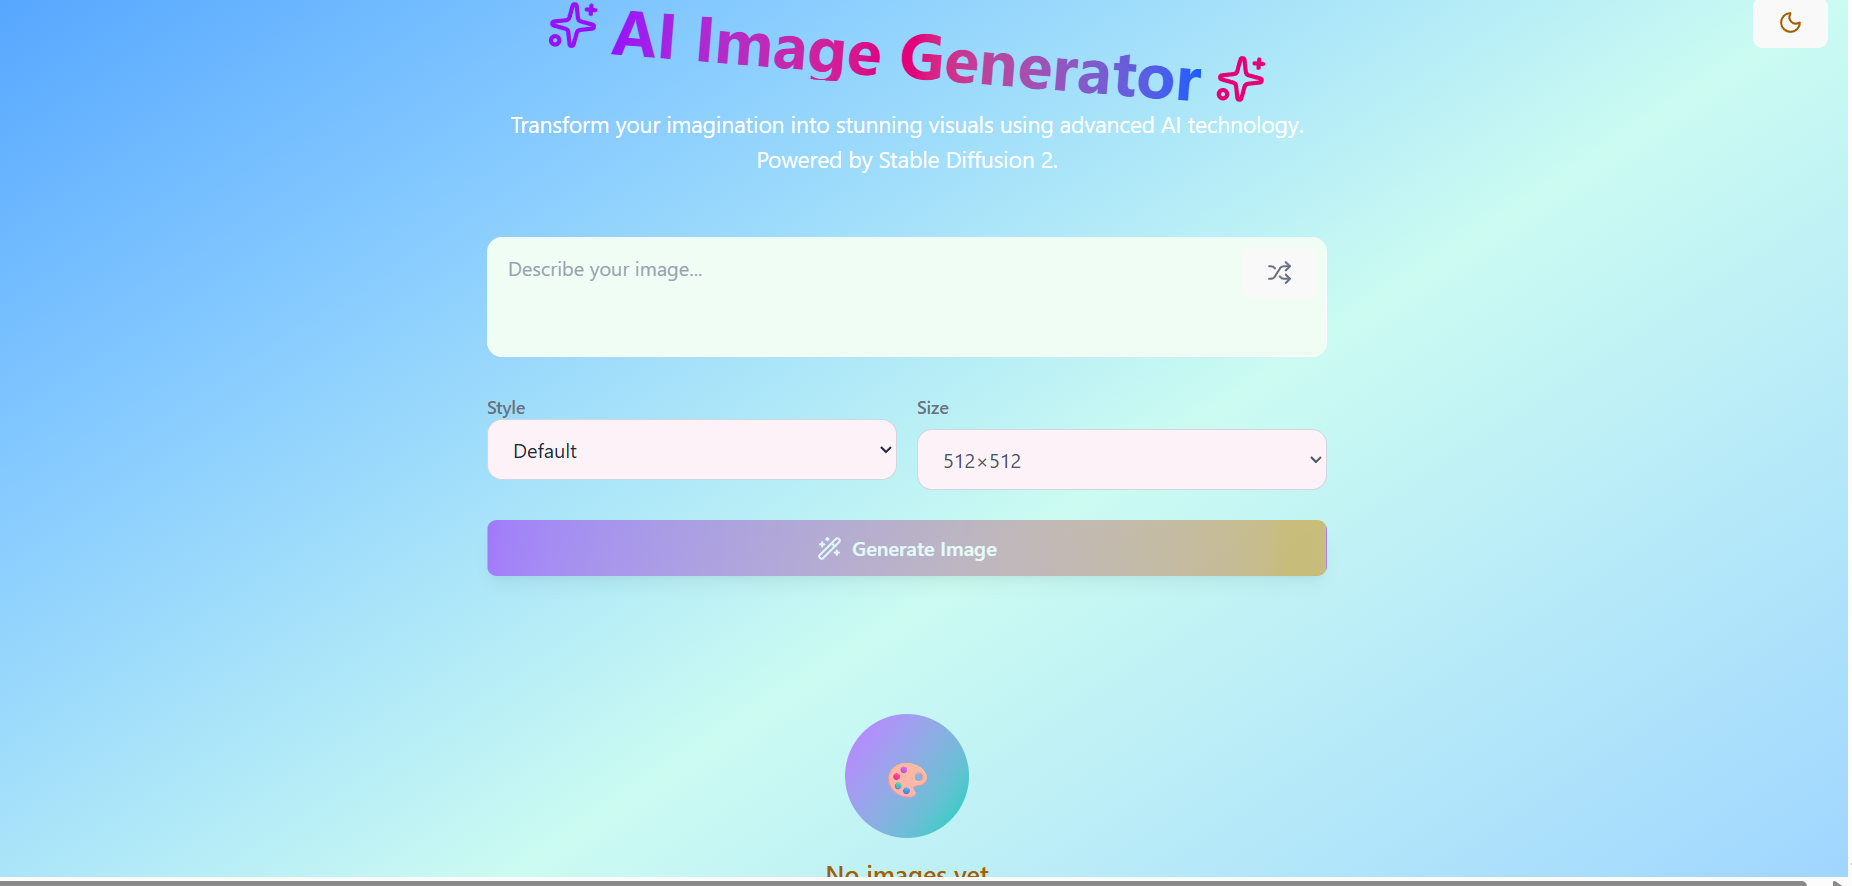 AI Image Generator
Transform your imagination into stunning visuals using advanced AI technology.
Powered by Stable Diffusion 2.
Describe your image...
Style
Size
Default
512×512
Generate Image
No images yet